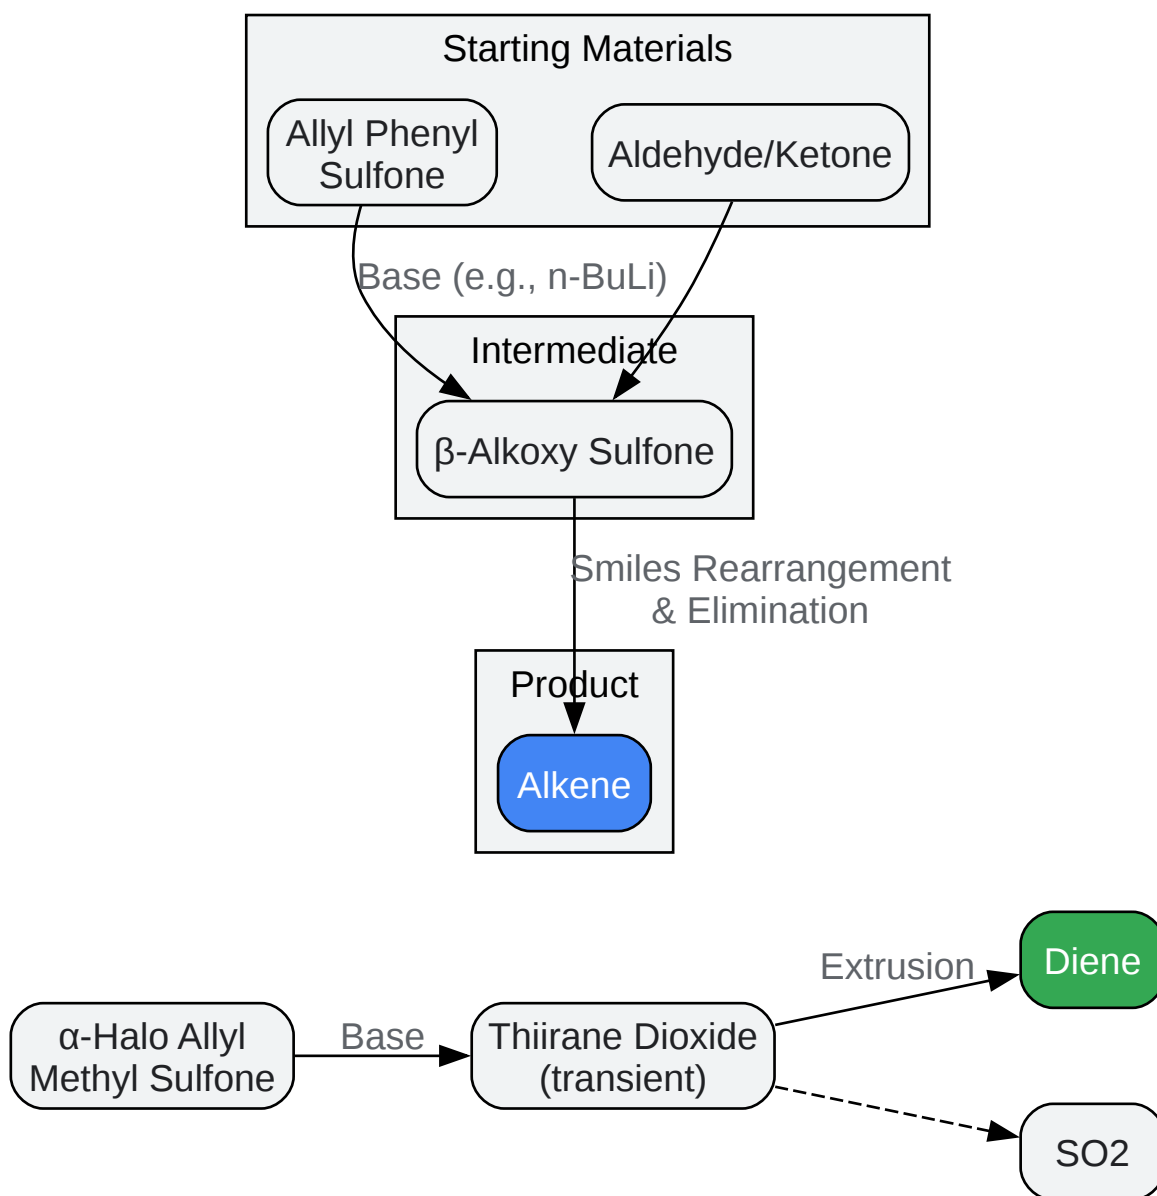 Starting Materials
Allyl Phenyl
Sulfone
Aldehyde/Ketone
Base (e.g., n-BuLi)
Intermediate
β-Alkoxy Sulfone
Smiles Rearrangement
& Elimination
Product
Alkene
Diene
Extrusion
α-Halo Allyl
Methyl Sulfone
Base
Thiirane Dioxide
(transient)
SO2